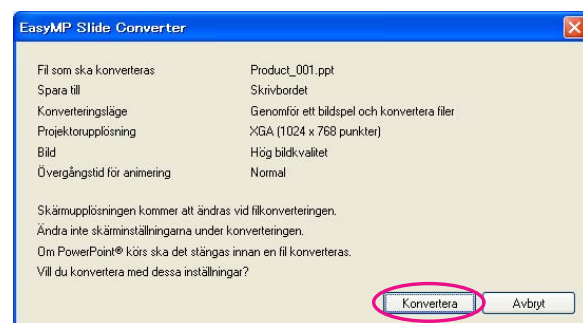 EasyMP Slide Converter
Fil som ska konverteras Product_001.ppt
Spara till Skrivbordet
Konverteringsläge Genomför ett bildspel och konvertera filer
Projektorupplösning XGA (1024 x 768 punkter)
Bild Hög bildkvalitet
Övergångstid för animering Normal
Skärmupplösningen kommer att ändras vid filkonverteringen.
Ändra inte skärminställningarna under konverteringen.
Om PowerPoint® körs ska det stängas innan en fil konverteras.
Vill du konvertera med dessa inställningar?
Konvertera Avbryt